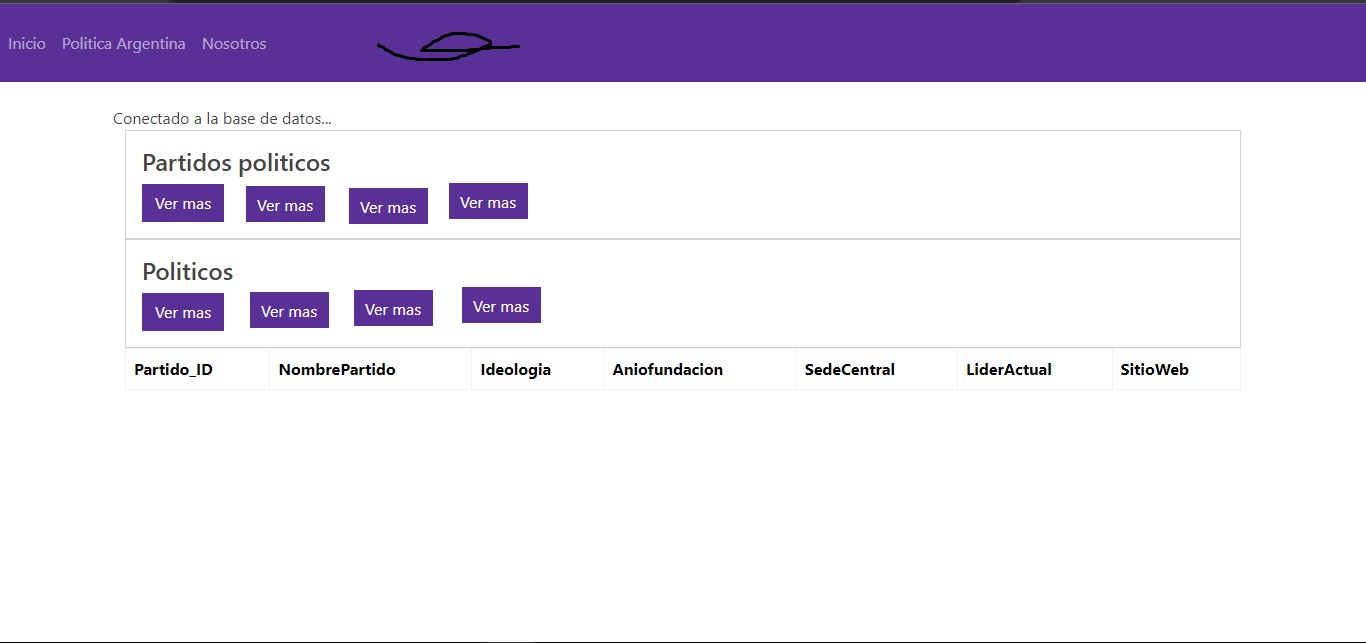 Inicio Politica Argentina Nosotros
Conectado a la base de datos...
Partidos politicos
Ver mas Ver mas Ver mas Ver mas
Politicos
Ver mas Ver mas Ver mas Ver mas
Partido_ID NombrePartido Ideologia Aniofundacion SedeCentral LiderActual SitioWeb